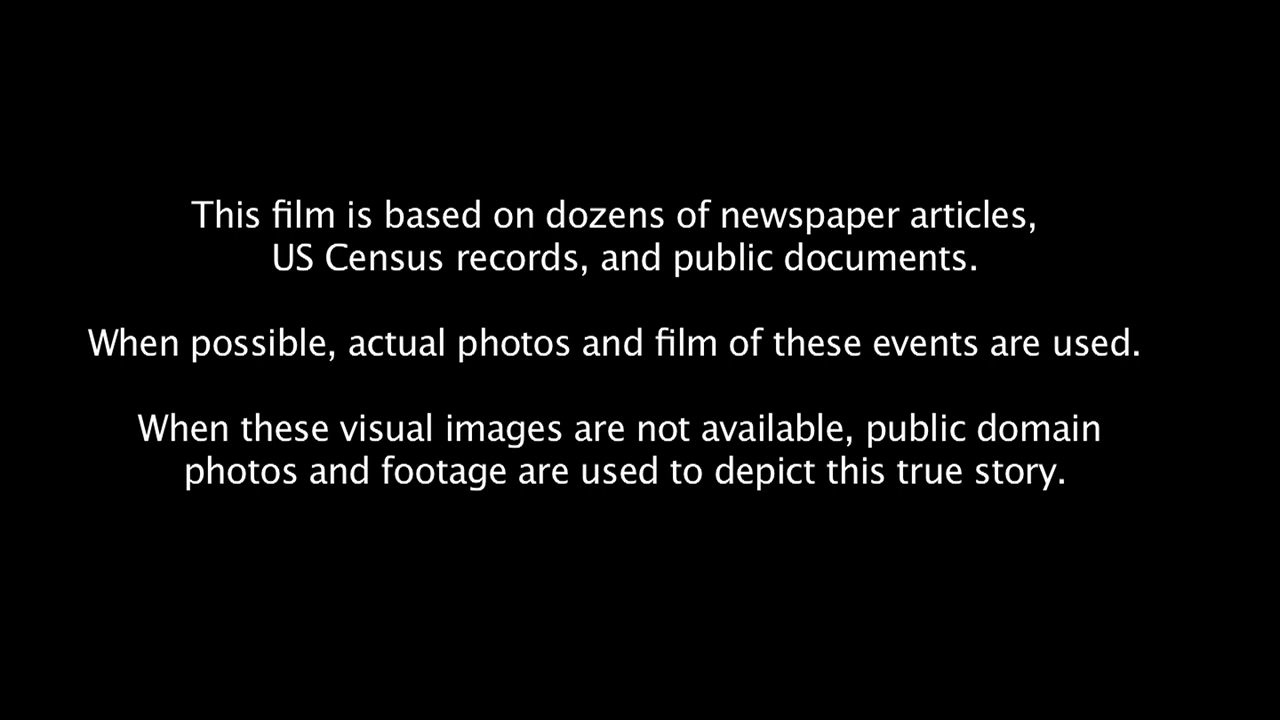 This film is based on dozens of newspaper articles,
US Census records, and public documents.
When possible, actual photos and film of these events are used.
When these visual images are not available, public domain
photos and footage are used to depict this true story.